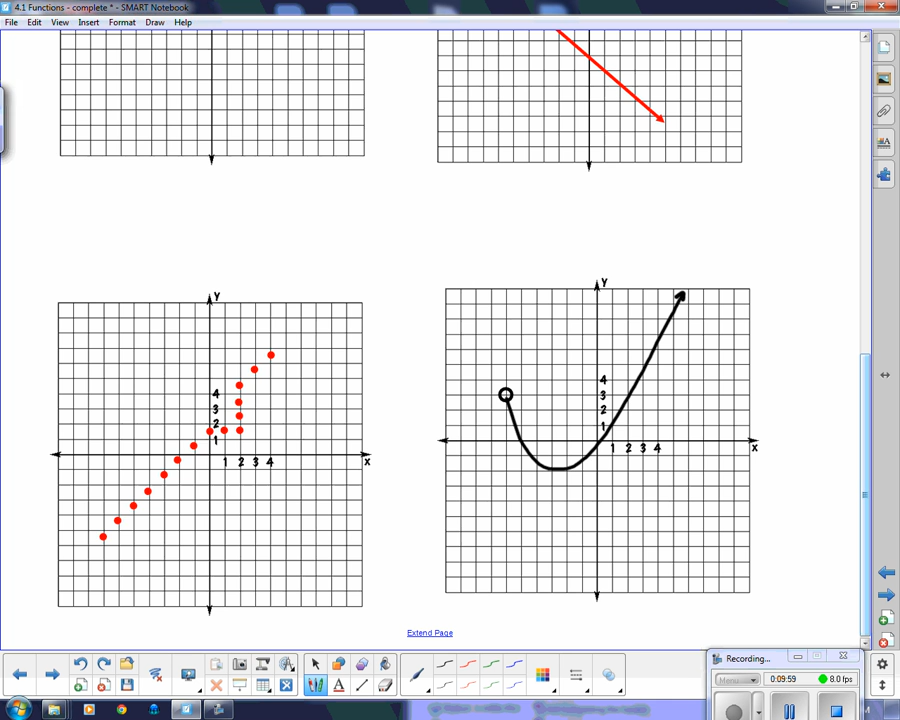 4.1 Functions - complete * - SMART Notebook
File Edit View Insert Format Draw Help
Y
4
3
2
1
1 2 3 4
X
Y
4
3
2
1
1 2 3 4
X
Extend Page
Recording...
Menu
0:09:59
8.0 fps